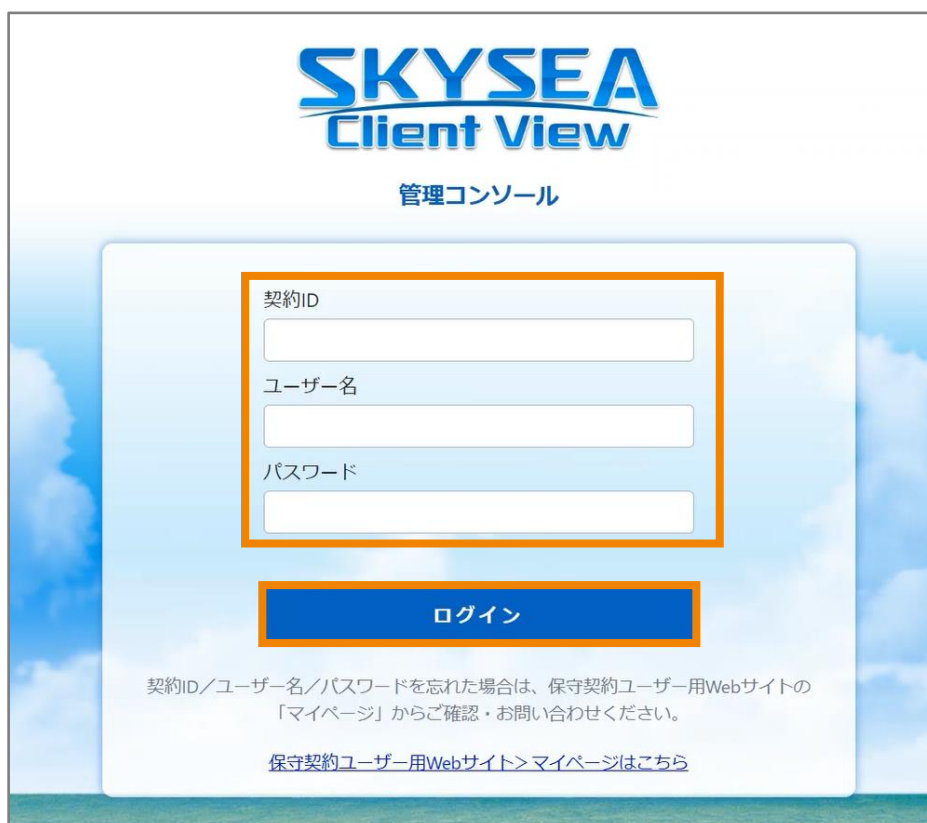 SKYSEA
Client View
管理コンソール
契約ID
ユーザー名
パスワード
ログイン
契約ID／ユーザー名／パスワードを忘れた場合は、保守契約ユーザー用Webサイトの
「マイページ」からご確認・お問い合わせください。
保守契約ユーザー用Webサイト＞マイページはこちら